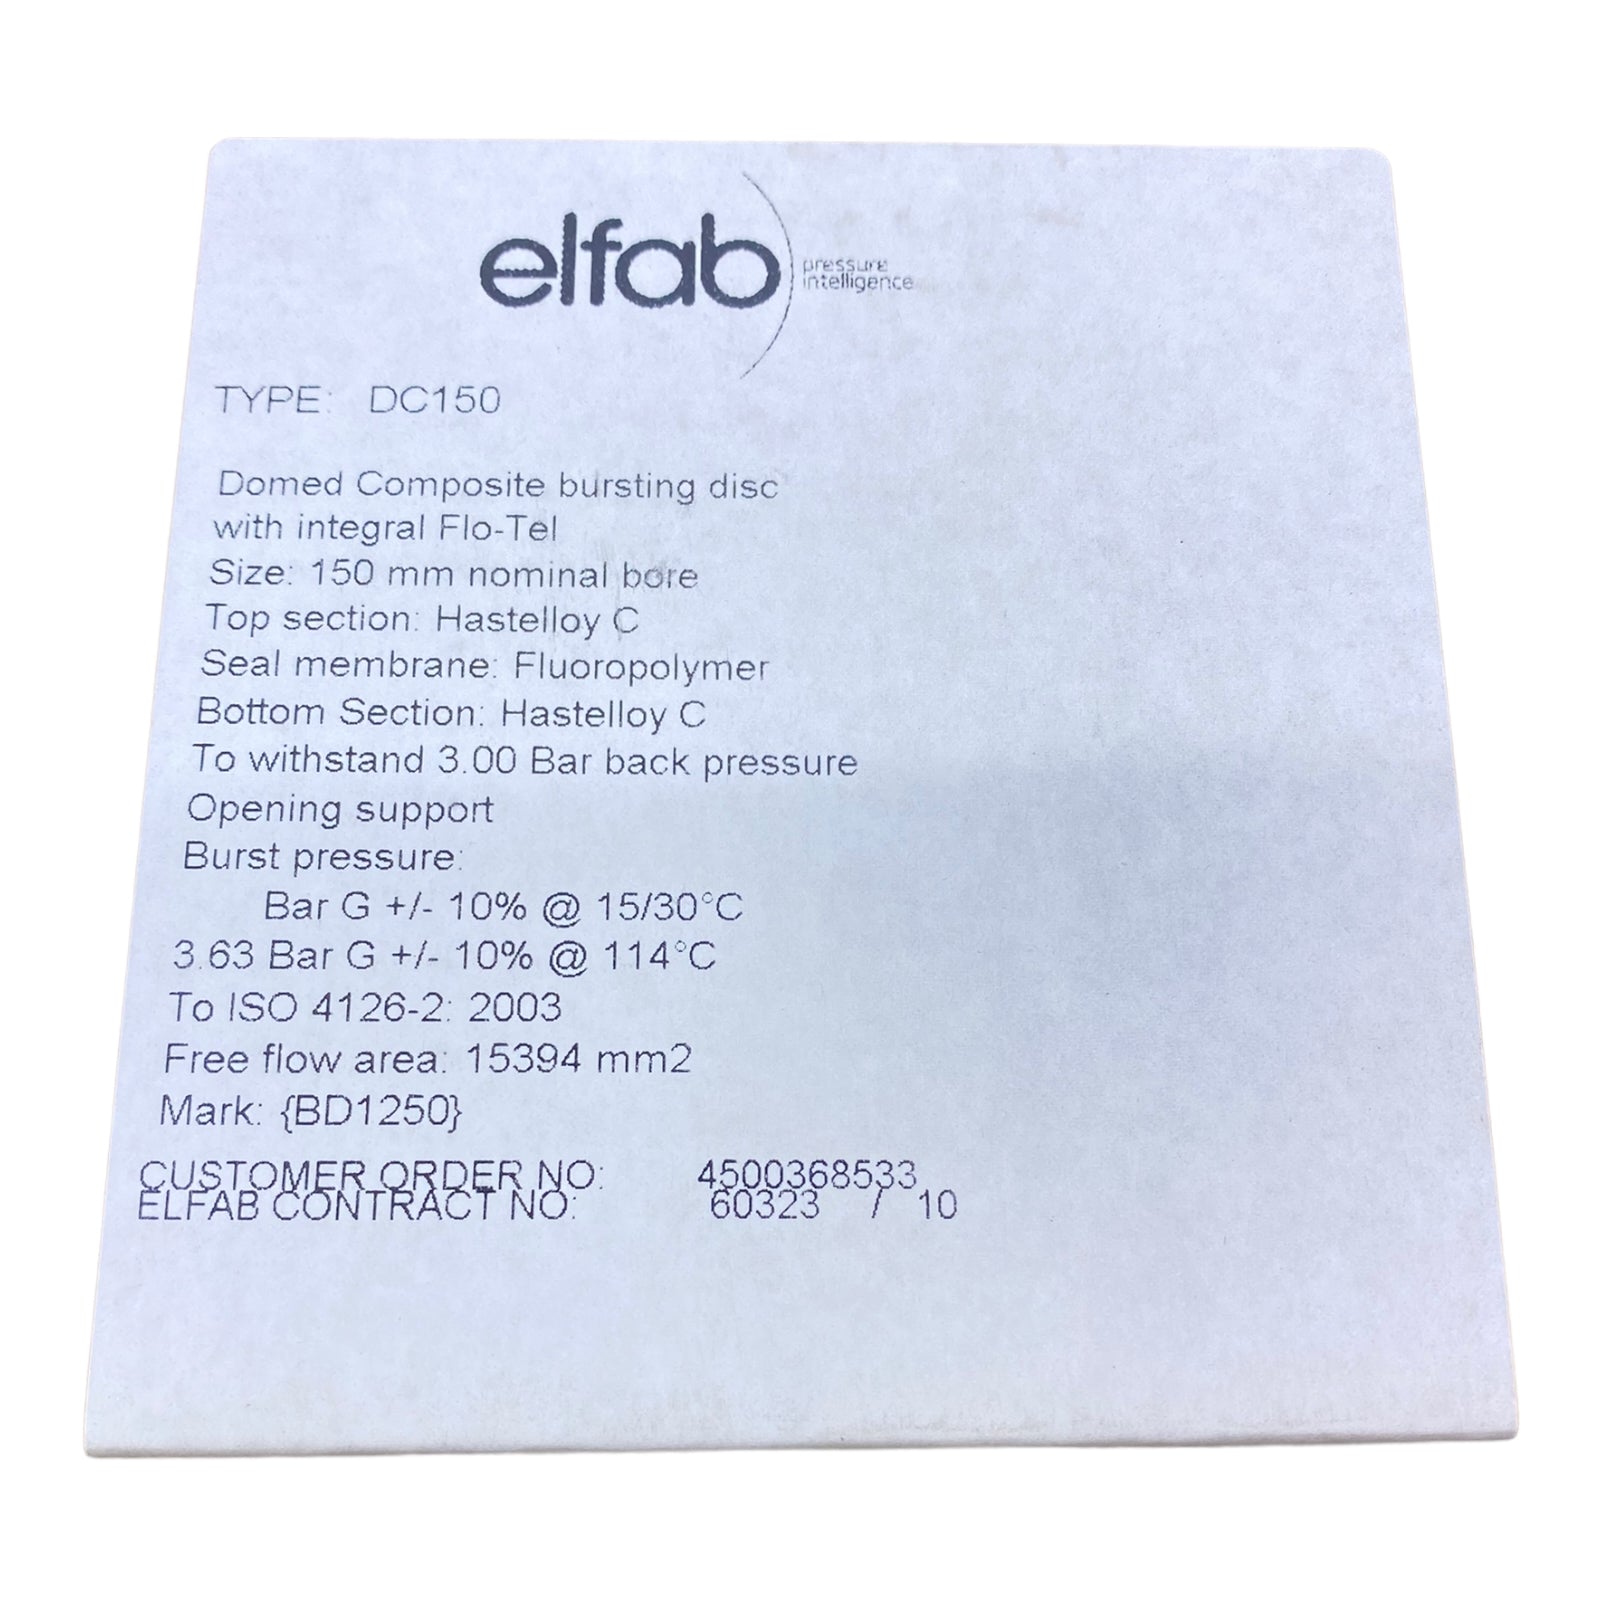 elfab
pressure
intelligence
TYPE: DC150
Domed Composite bursting disc
with integral Flo-Tel
Size: 150 mm nominal bore
Top section: Hastelloy C
Seal membrane: Fluoropolymer
Bottom Section: Hastelloy C
To withstand 3.00 Bar back pressure
Opening support
Burst pressure:
Bar G +/- 10% @ 15/30°C
3.63 Bar G +/- 10% @ 114°C
To ISO 4126-2: 2003
Free flow area: 15394 mm2
Mark: {BD1250}
CUSTOMER ORDER NO: 4500368533
ELFAB CONTRACT NO: 60323 / 10